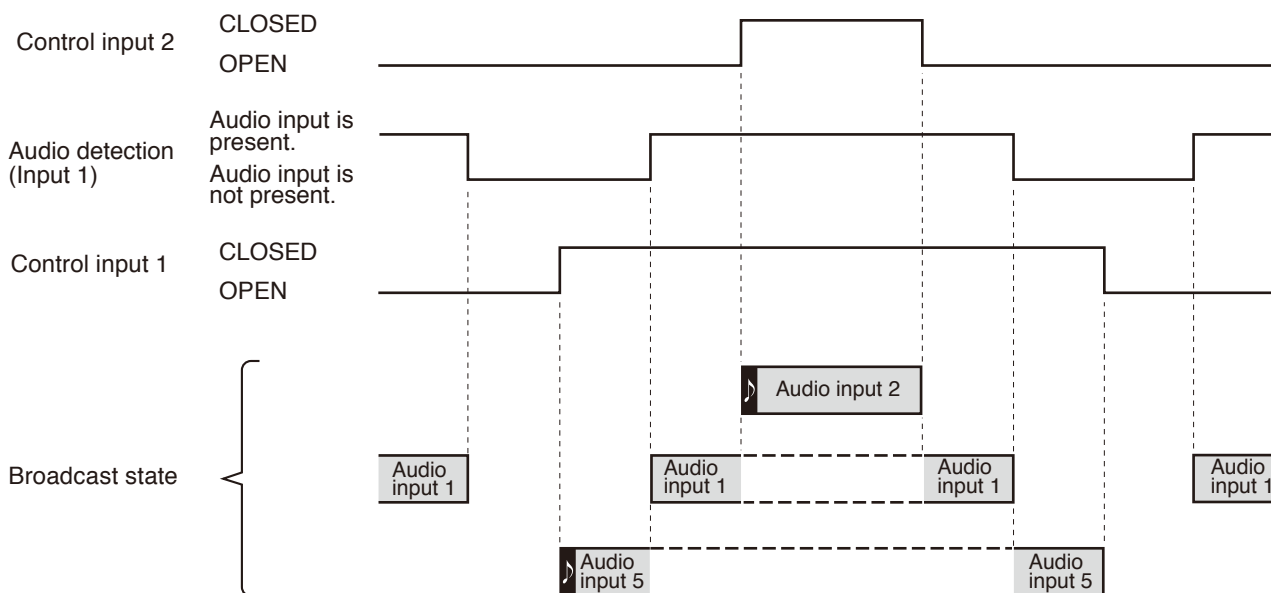 Control input 2
CLOSED
OPEN
Audio detection
(Input 1)
Audio input is
present.
Audio input is
not present.
Control input 1
CLOSED
OPEN
Broadcast state
Audio input 2
Audio
input 1
Audio
input 1
Audio
input 1
Audio
input 1
Audio
input 5
Audio
input 5